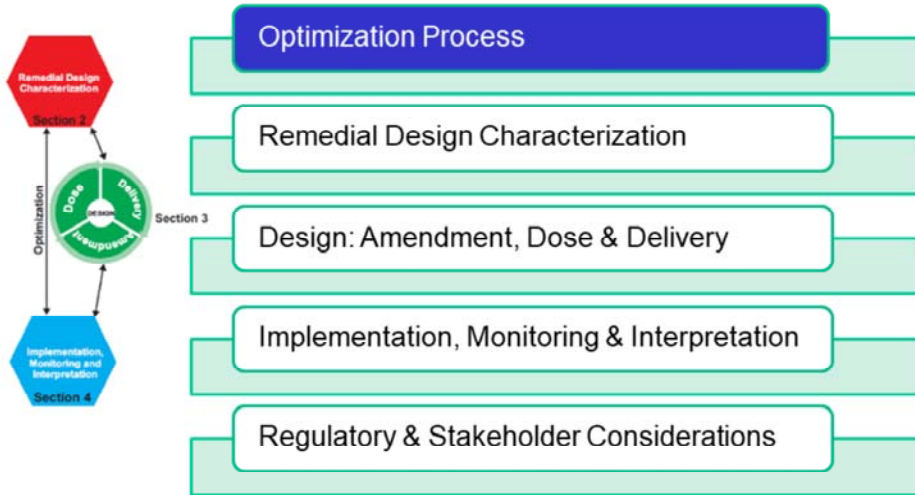 Remedial Design
Characterization
Section 2
Optimization
Dose
Delivery
Amendment
DESIGN
Section 3
Implementation,
Monitoring and
Interpretation
Section 4
Optimization Process
Remedial Design Characterization
Design: Amendment, Dose & Delivery
Implementation, Monitoring & Interpretation
Regulatory & Stakeholder Considerations